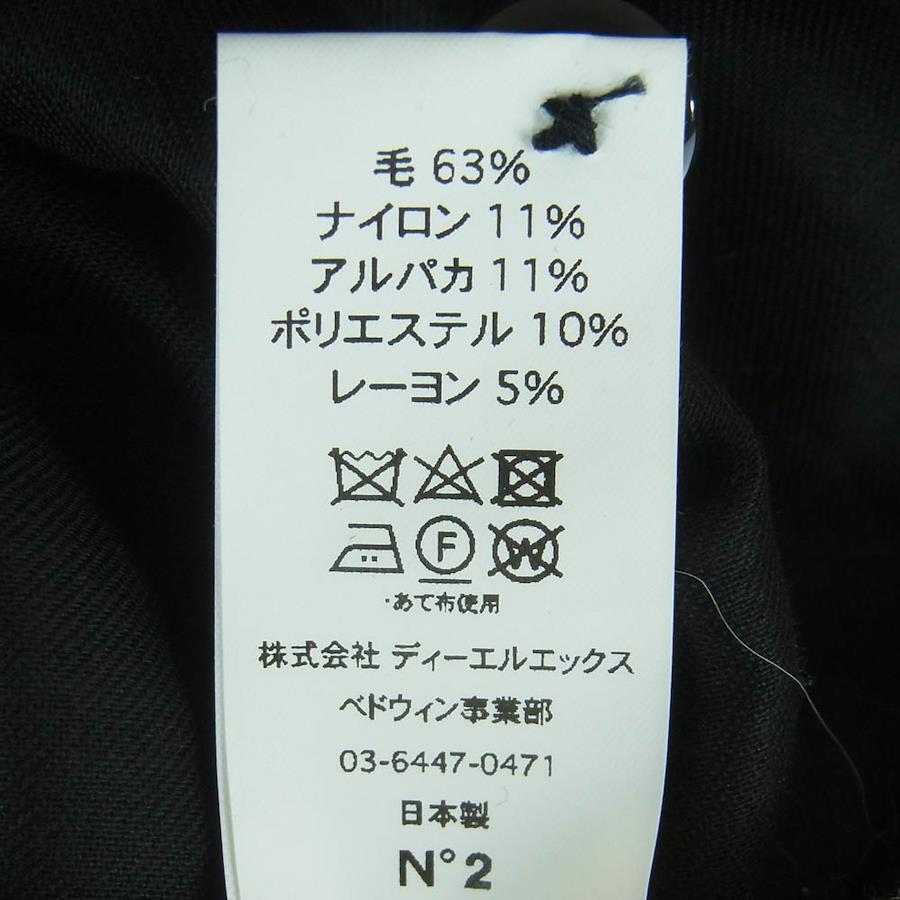 毛 63%
ナイロン 11%
アルパカ 11%
ポリエステル 10%
レーヨン 5%
F W
・あて布使用
株式会社 ディーエルエックス
ベドウィン事業部
03-6447-0471
日本製
N°2